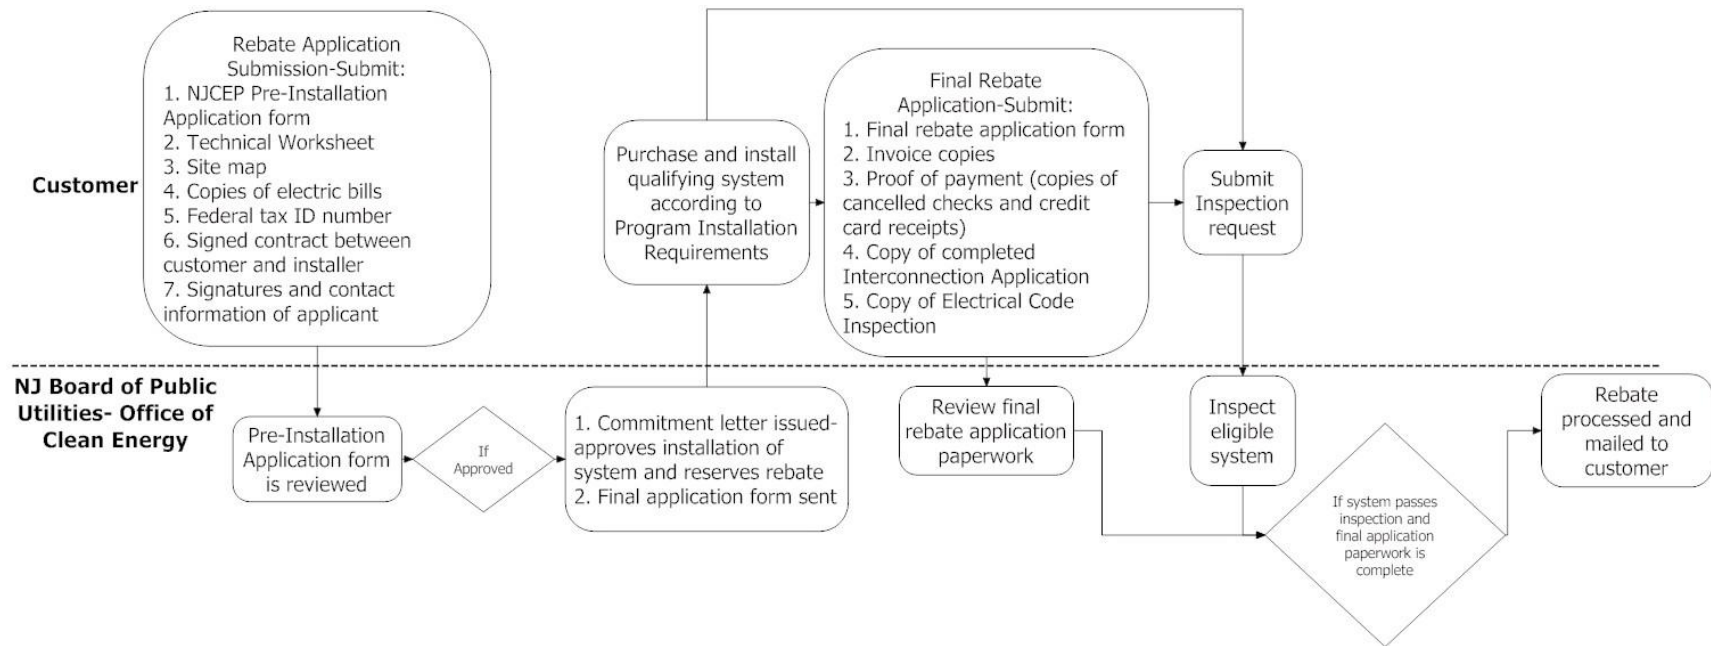 Customer
Rebate Application
Submission-Submit:
1. NJCEP Pre-Installation
Application form
2. Technical Worksheet
3. Site map
4. Copies of electric bills
5. Federal tax ID number
6. Signed contract between
customer and installer
7. Signatures and contact
information of applicant
Purchase and install
qualifying system
according to
Program Installation
Requirements
Final Rebate
Application-Submit:
1. Final rebate application form
2. Invoice copies
3. Proof of payment (copies of
cancelled checks and credit
card receipts)
4. Copy of completed
Interconnection Application
5. Copy of Electrical Code
Inspection
Submit
Inspection
request
NJ Board of Public
Utilities- Office of
Clean Energy
Pre-Installation
Application form
is reviewed
If
Approved
1. Commitment letter issued-
approves installation of
system and reserves rebate
2. Final application form sent
Review final
rebate application
paperwork
Inspect
eligible
system
If system passes
inspection and
final application
paperwork is
complete
Rebate
processed and
mailed to
customer